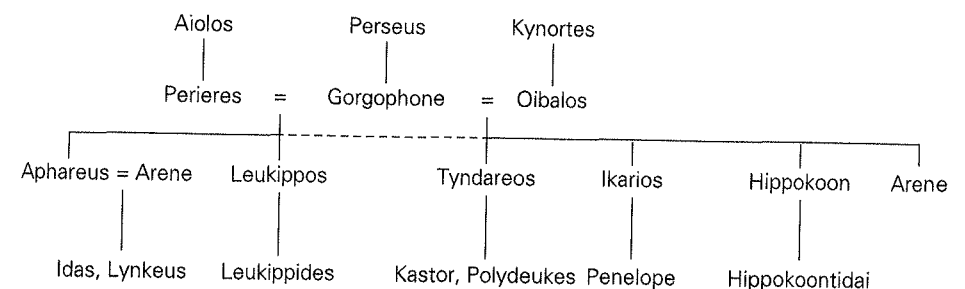 Aiolos Perseus Kynortes
Perieres = Gorgophone = Oibalos
Aphareus = Arene Leukippos Tyndareos Ikarios Hippokoon Arene
Idas, Lynkeus Leukippides Kastor, Polydeukes Penelope Hippokoontidai